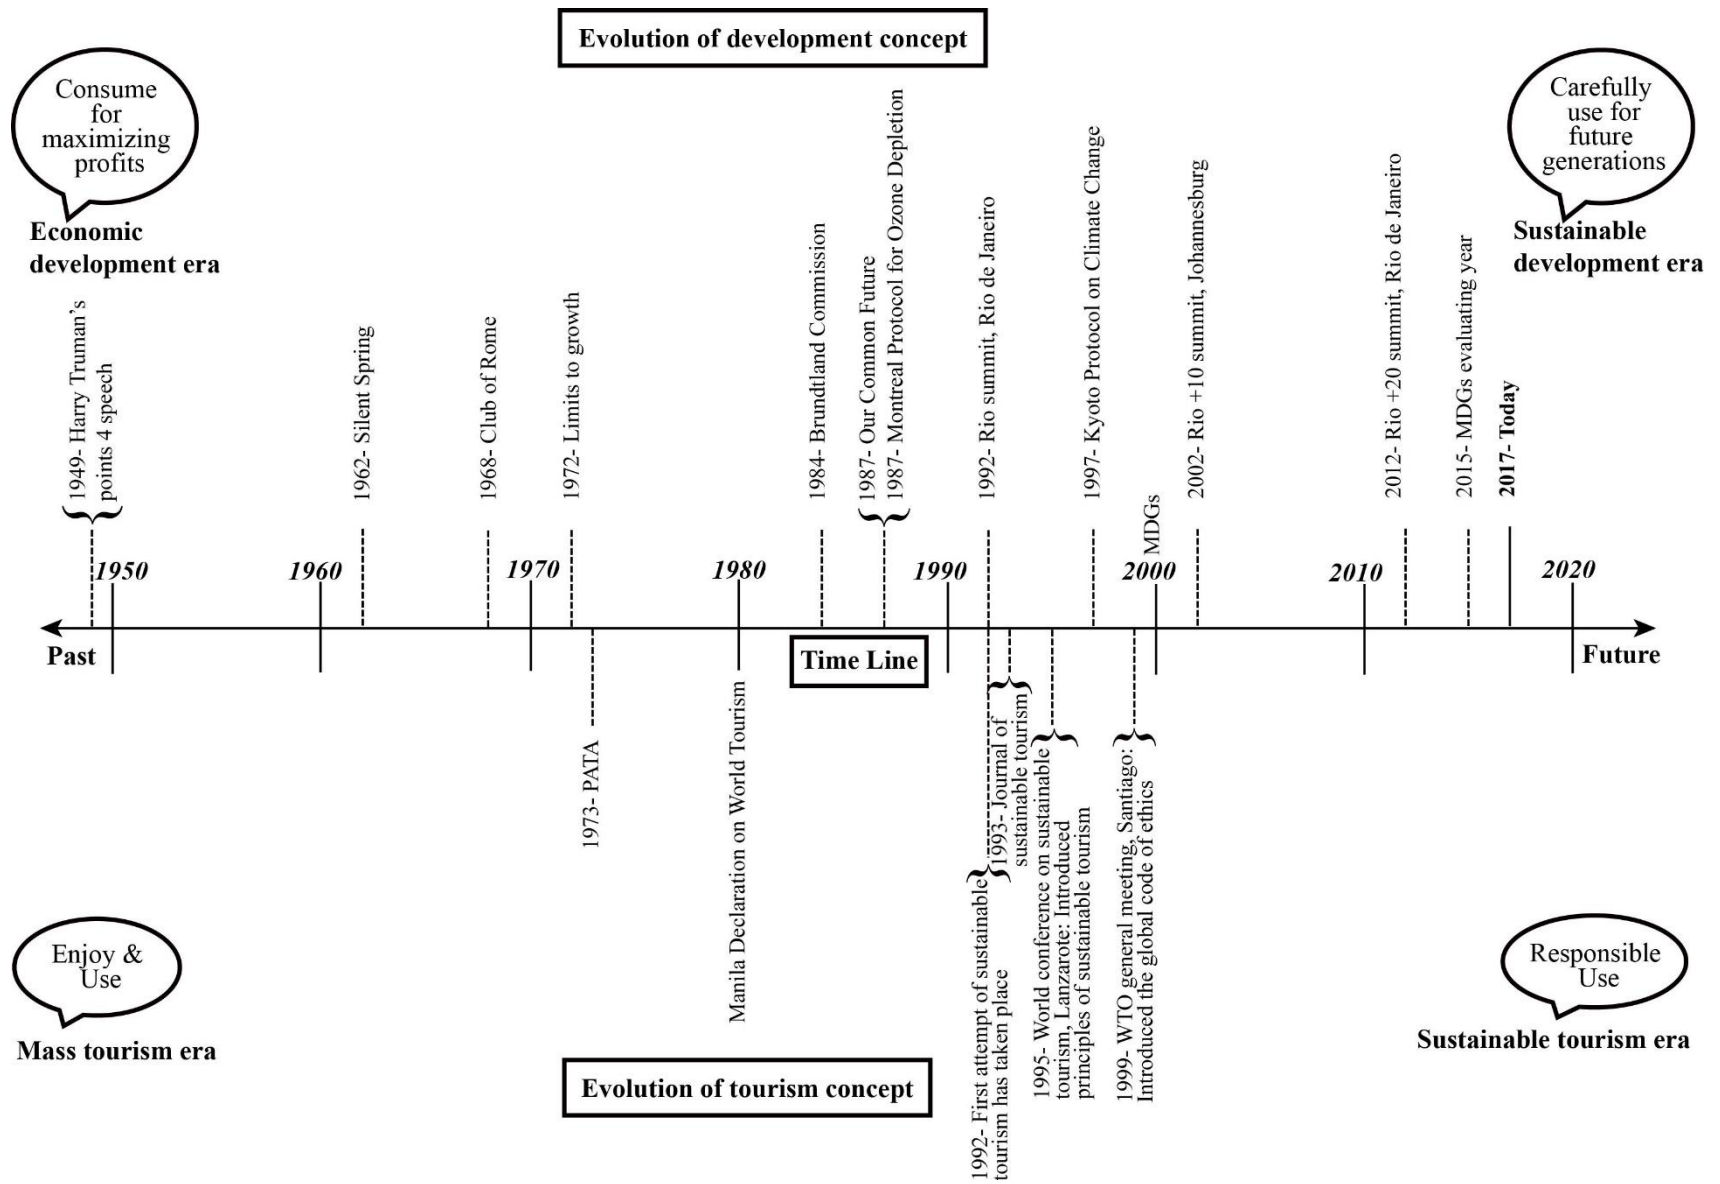 Evolution of development concept
Consume
for
maximizing
profits
Economic
development era
Carefully
use for
future
generations
Sustainable
development era
1949- Harry Truman's
points 4 speech
1962- Silent Spring
1968- Club of Rome
1972- Limits to growth
1984- Brundtland Commission
1987- Our Common Future
1987- Montreal Protocol for Ozone Depletion
1992- Rio summit, Rio de Janeiro
1997- Kyoto Protocol on Climate Change
MDGs
2002- Rio +10 summit, Johannesburg
2012- Rio +20 summit, Rio de Janeiro
2015- MDGs evaluating year
2017- Today
1950
1960
1970
1980
1990
2000
2010
2020
Past
Time Line
Future
1973- PATA
Manila Declaration on World Tourism
1992- First attempt of sustainable
tourism has taken place
1993- Journal of
sustainable tourism
1995- World conference on sustainable
tourism, Lanzarote: Introduced
principles of sustainable tourism
1999- WTO general meeting, Santiago:
Introduced the global code of ethics
Enjoy &
Use
Mass tourism era
Responsible
Use
Sustainable tourism era
Evolution of tourism concept